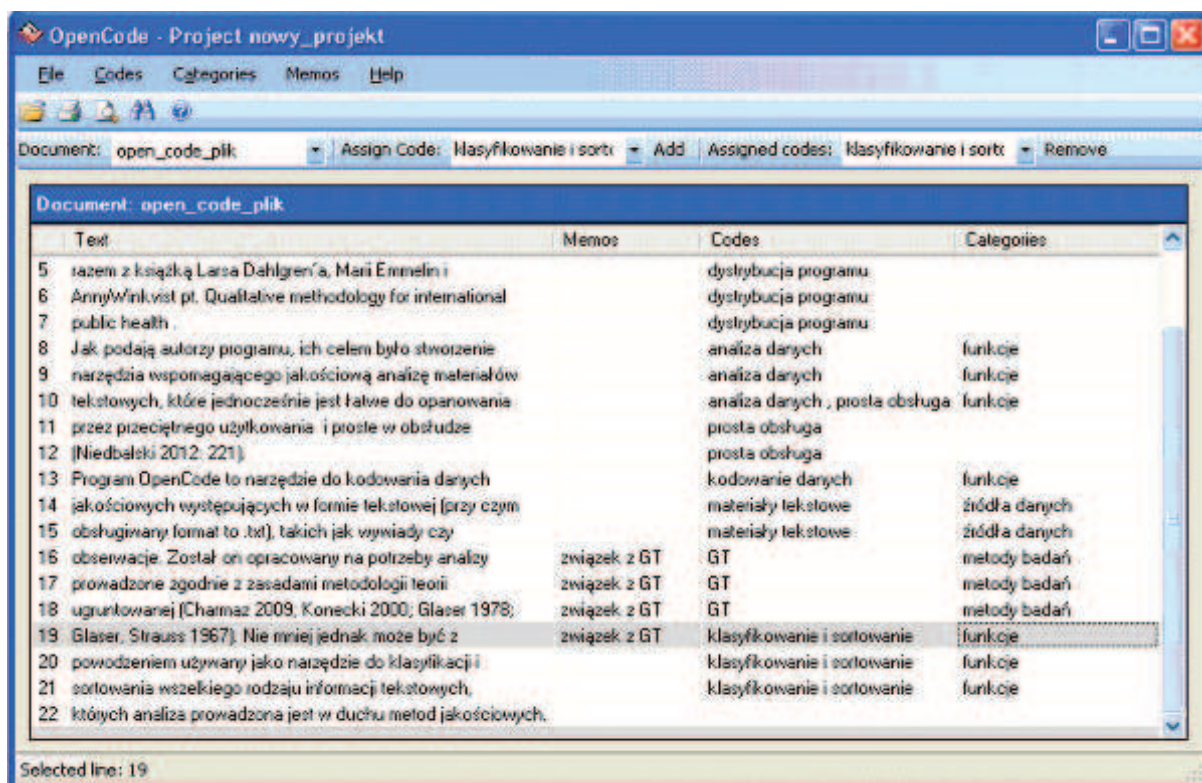 OpenCode - Project nowy_projekt
File Codes Categories Memos Help
Document: open_code_plik Assign Code: klasyfikowanie i sortc Add Assigned codes: klasyfikowanie i sortc Remove
Document: open_code_plik
Text Memos Codes Categories
5 razem z książką Larsa Dahlgren´a, Marii Emmelin i dystrybucja programu
6 AnnyWinkvist pt. Qualitative methodology for international dystrybucja programu
7 public health . dystrybucja programu
8 Jak podają autorzy programu, ich celem było stworzenie analiza danych funkcje
9 narzędzia wspomagającego jakościową analizę materiałów analiza danych funkcje
10 tekstowych, które jednocześnie jest łatwe do opanowania analiza danych , prosta obsługa funkcje
11 przez przeciętnego użytkowania i proste w obsłudze prosta obsługa
12 (Niedbalski 2012: 221). prosta obsługa
13 Program OpenCode to narzędzie do kodowania danych kodowanie danych funkcje
14 jakościowych występujących w formie tekstowej (przy czym materiały tekstowe źródła danych
15 obsługiwany format to .txt), takich jak wywiady czy materiały tekstowe źródła danych
16 obserwacje. Został on opracowany na potrzeby analizy związek z GT GT metody badań
17 prowadzone zgodnie z zasadami metodologii teorii związek z GT GT metody badań
18 ugruntowanej (Charmaz 2009; Konecki 2000; Glaser 1978; związek z GT GT metody badań
19 Glaser, Strauss 1967). Nie mniej jednak może być z związek z GT klasyfikowanie i sortowanie funkcje
20 powodzeniem używany jako narzędzie do klasyfikacji i klasyfikowanie i sortowanie funkcje
21 sortowania wszelkiego rodzaju informacji tekstowych, klasyfikowanie i sortowanie funkcje
22 których analiza prowadzona jest w duchu metod jakościowych.
Selected line: 19